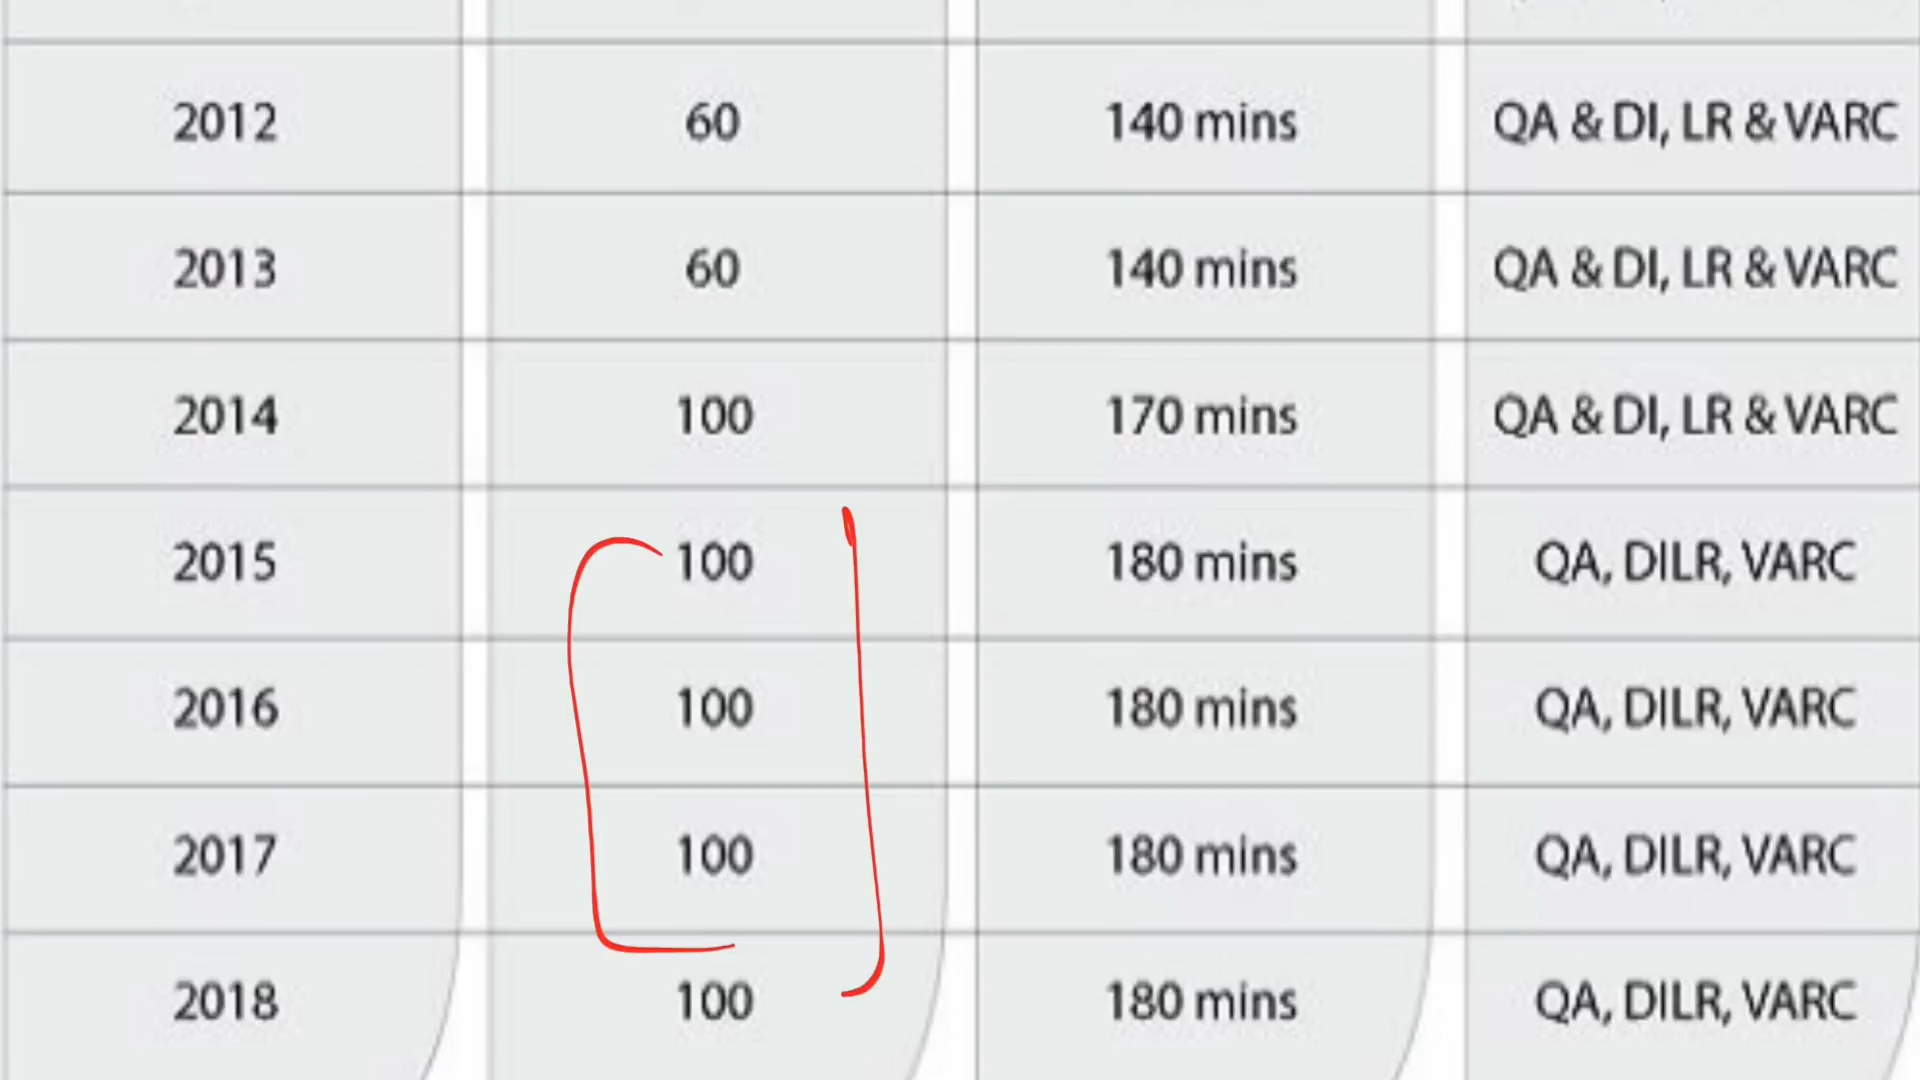 2012 60 140 mins QA & DI, LR & VARC
2013 60 140 mins QA & DI, LR & VARC
2014 100 170 mins QA & DI, LR & VARC
2015 100 180 mins QA, DILR, VARC
2016 100 180 mins QA, DILR, VARC
2017 100 180 mins QA, DILR, VARC
2018 100 180 mins QA, DILR, VARC